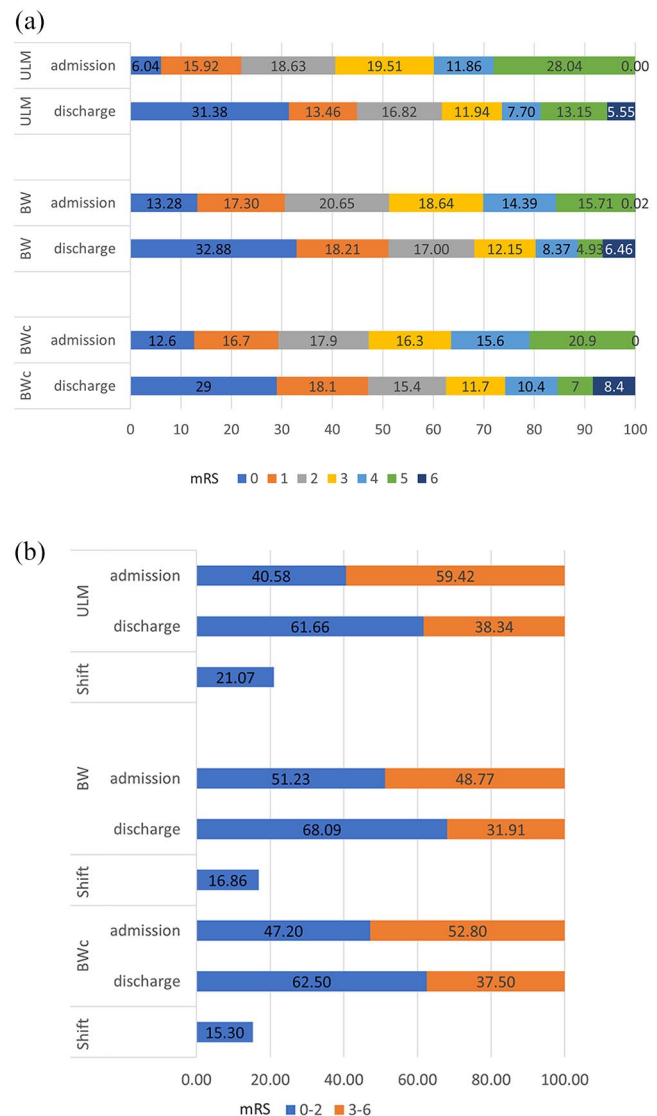 (a)
ULM admission 6.04 15.92 18.63 19.51 11.86 28.04 0.00
ULM discharge 31.38 13.46 16.82 11.94 7.70 13.15 5.55
BW admission 13.28 17.30 20.65 18.64 14.39 15.71 0.02
BW discharge 32.88 18.21 17.00 12.15 8.37 4.93 6.46
BWc admission 12.6 16.7 17.9 16.3 15.6 20.9 0
BWc discharge 29 18.1 15.4 11.7 10.4 7 8.4
0 10 20 30 40 50 60 70 80 90 100
mRS 0 1 2 3 4 5 6
(b)
ULM
admission 40.58 59.42
discharge 61.66 38.34
Shift 21.07
BW
admission 51.23 48.77
discharge 68.09 31.91
Shift 16.86
BWc
admission 47.20 52.80
discharge 62.50 37.50
Shift 15.30
0.00 20.00 40.00 60.00 80.00 100.00
mRS 0-2 3-6